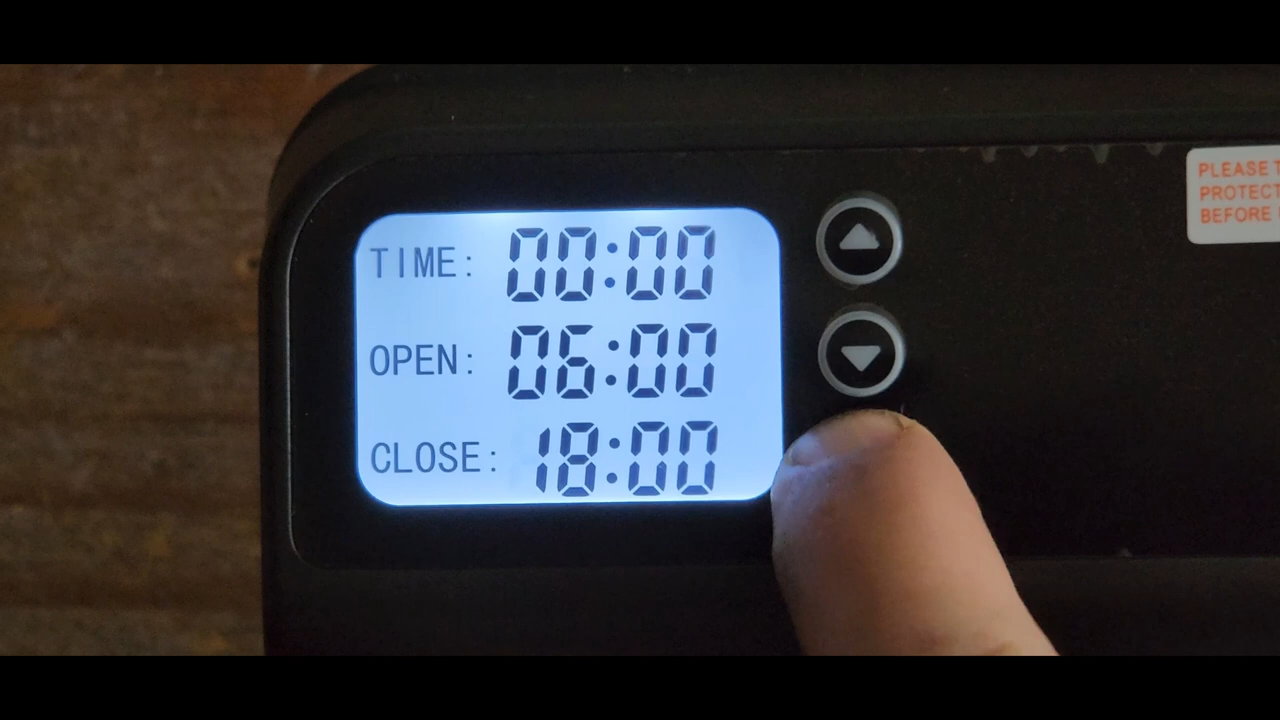 TIME: 00:00
OPEN: 06:00
CLOSE: 18:00
PLEASE
PROTECT
BEFORE